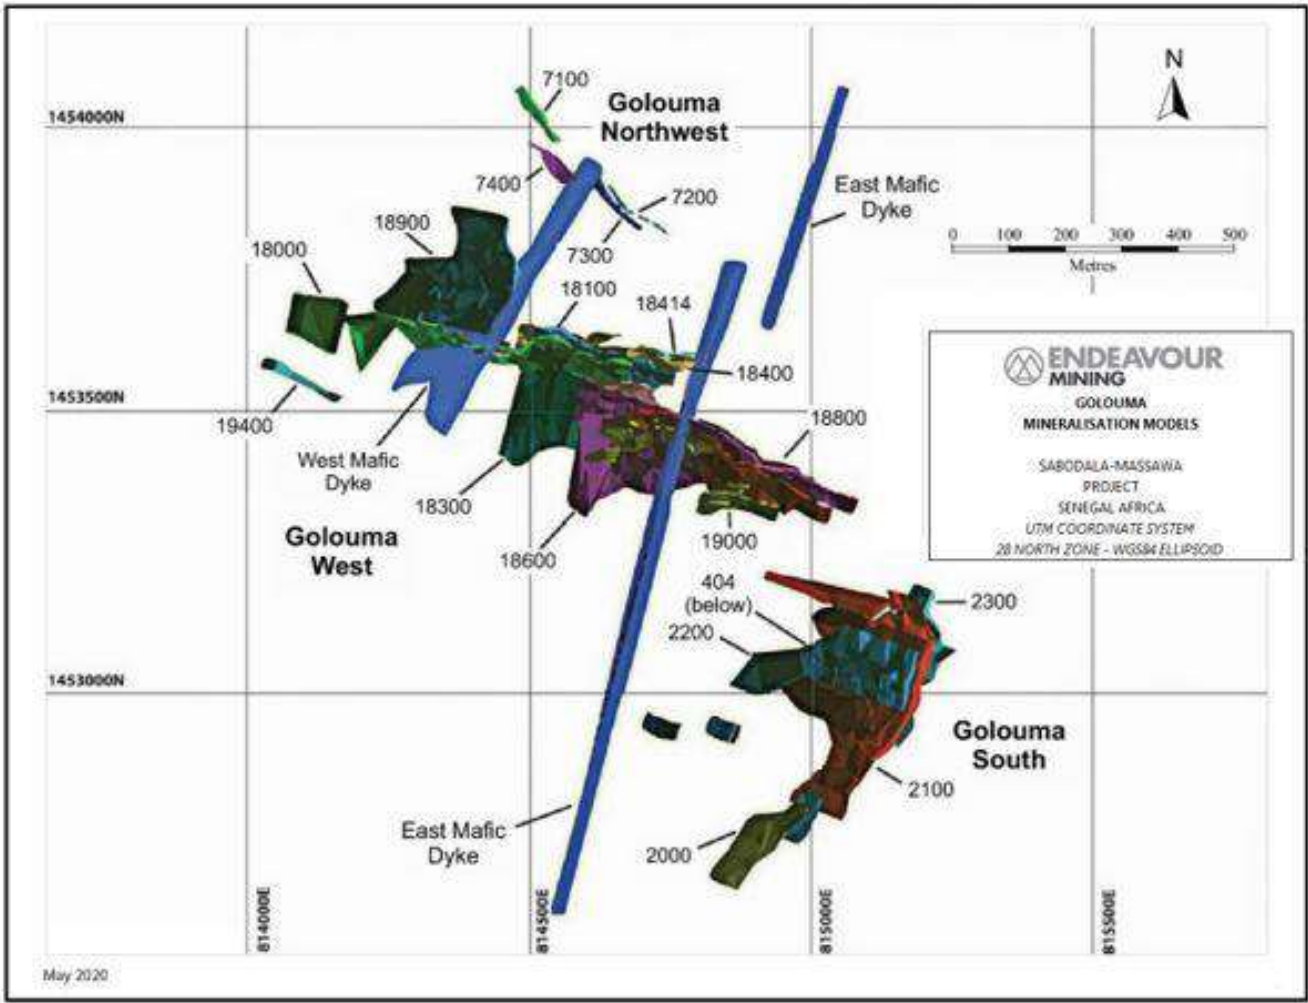 7100
Golouma
Northwest
N
1454000N
7400
7200
East Mafic
Dyke
18900
18000
7300
0 100 200 300 400 500
Metres
18100
18414
18400
1453500N
19400
18800
West Mafic
Dyke
18300
Golouma
West
18600
19000
ENDEAVOUR
MINING
GOLOUMA
MINERALISATION MODELS
SABODALA-MASSAWA
PROJECT
SENEGAL AFRICA
UTM COORDINATE SYSTEM
28 NORTH ZONE - WGS84 ELLIPSOID
404
(below)
2200
2300
1453000N
Golouma
South
2100
East Mafic
Dyke
2000
814000E
814500E
815000E
815500E
May 2020